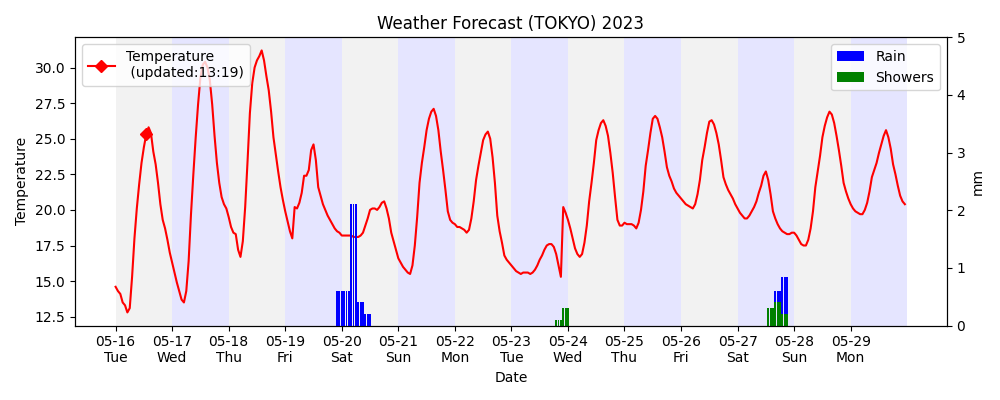 Weather Forecast (TOKYO) 2023
Temperature
(updated:13:19)
Rain
Showers
Temperature
30.0
27.5
25.0
22.5
20.0
17.5
15.0
12.5
5
4
3
2
1
0
mm
05-16 05-17 05-18 05-19 05-20 05-21 05-22 05-23 05-24 05-25 05-26 05-27 05-28 05-29
Tue Wed Thu Fri Sat Sun Mon Tue Wed Thu Fri Sat Sun Mon
Date